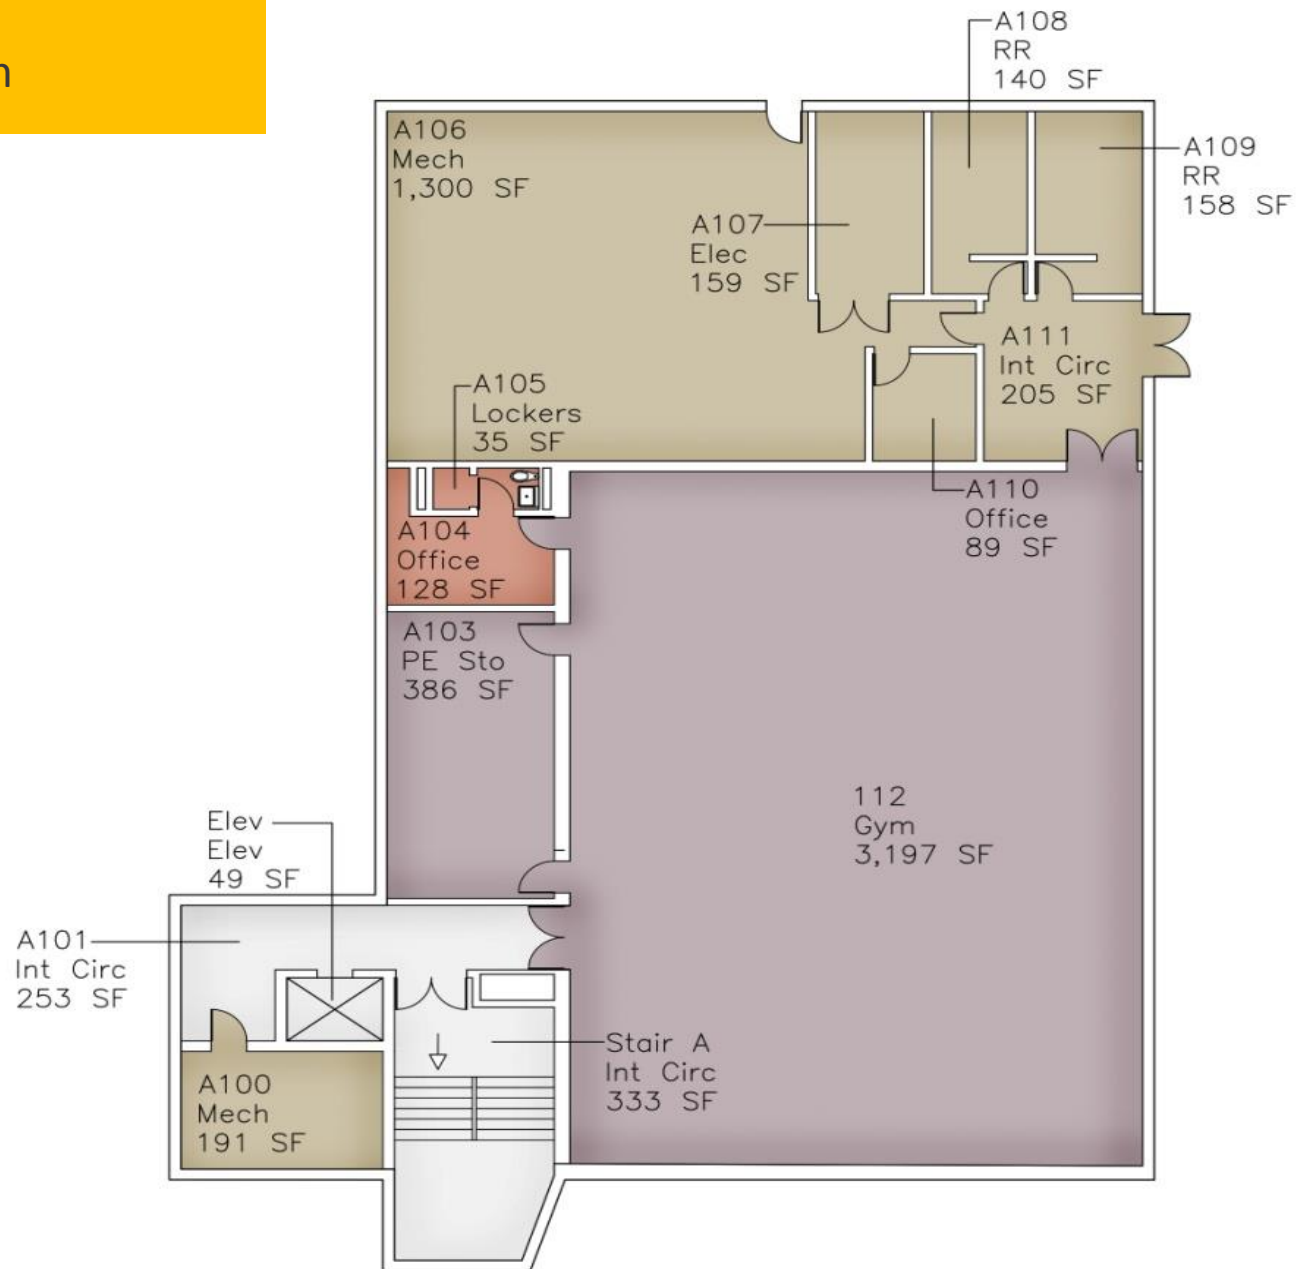 A108
RR
140 SF
A106
Mech
1,300 SF
A109
RR
158 SF
A107
Elec
159 SF
A111
Int Circ
205 SF
A105
Lockers
35 SF
A110
Office
89 SF
A104
Office
128 SF
A103
PE Sto
386 SF
112
Gym
3,197 SF
Elev
Elev
49 SF
A101
Int Circ
253 SF
Stair A
Int Circ
333 SF
A100
Mech
191 SF